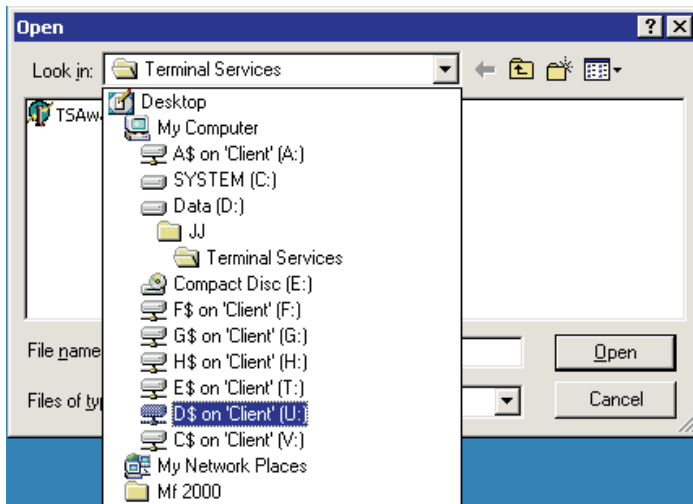 Open
Look in: Terminal Services
Desktop
TSAw
My Computer
A$ on 'Client' (A:)
SYSTEM (C:)
Data (D:)
JJ
Terminal Services
Compact Disc (E:)
F$ on 'Client' (F:)
G$ on 'Client' (G:)
File name
Open
H$ on 'Client' (H:)
E$ on 'Client' (T:)
Files of ty
Cancel
D$ on 'Client' (U:)
C$ on 'Client' (V:)
My Network Places
Mf 2000